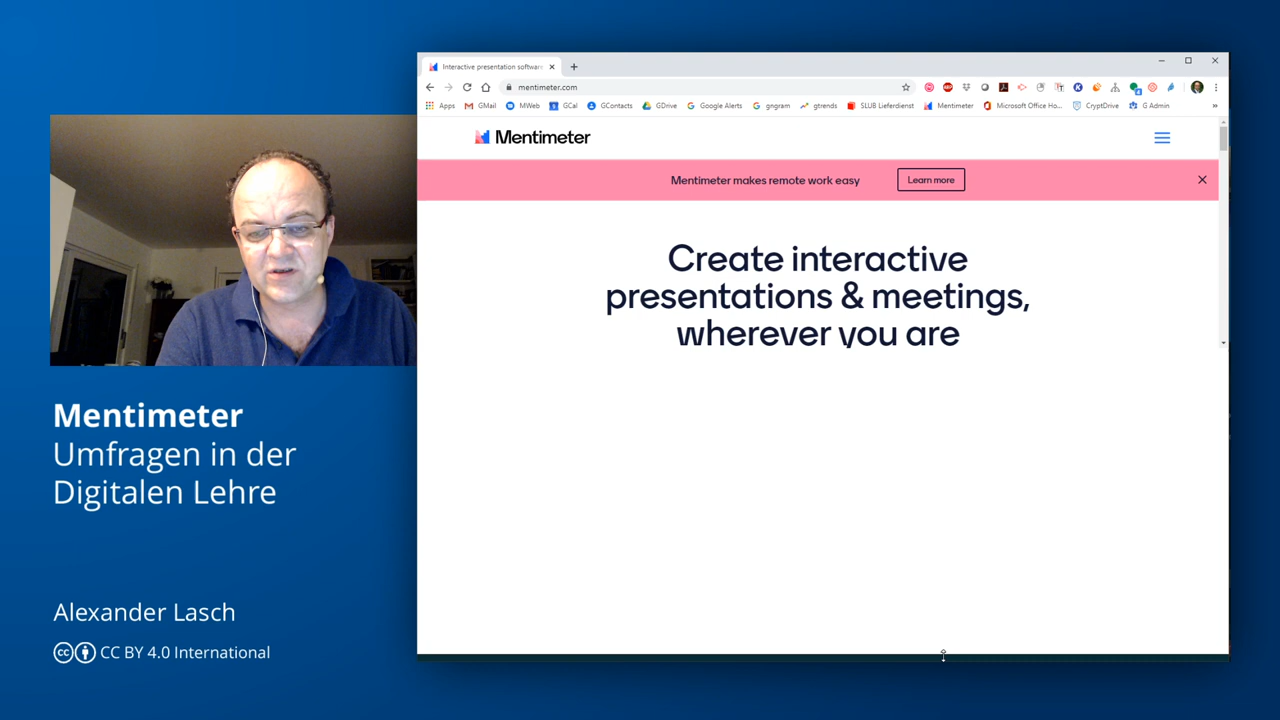 Interactive presentation software
mentimeter.com
Apps GMail MWeb GCal GContacts GDrive Google Alerts gngram gtrends SLUB Lieferdienst Mentimeter Microsoft Office Ho... CryptDrive G Admin »
Mentimeter
Mentimeter makes remote work easy
Learn more
Create interactive
presentations & meetings,
wherever you are
Mentimeter
Umfragen in der
Digitalen Lehre
Alexander Lasch
cc CC BY 4.0 International